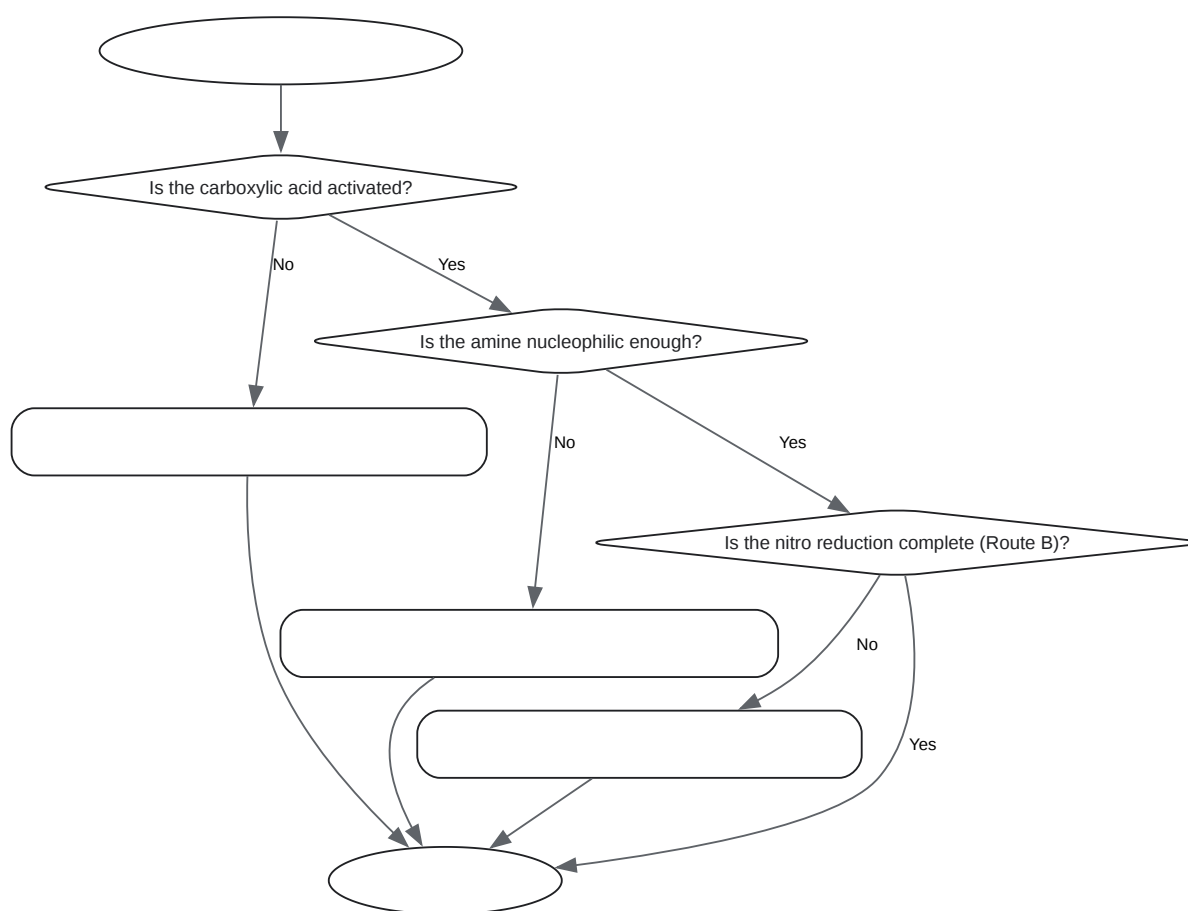 Is the carboxylic acid activated?
No
Yes
Is the amine nucleophilic enough?
No
Yes
Is the nitro reduction complete (Route B)?
No
Yes